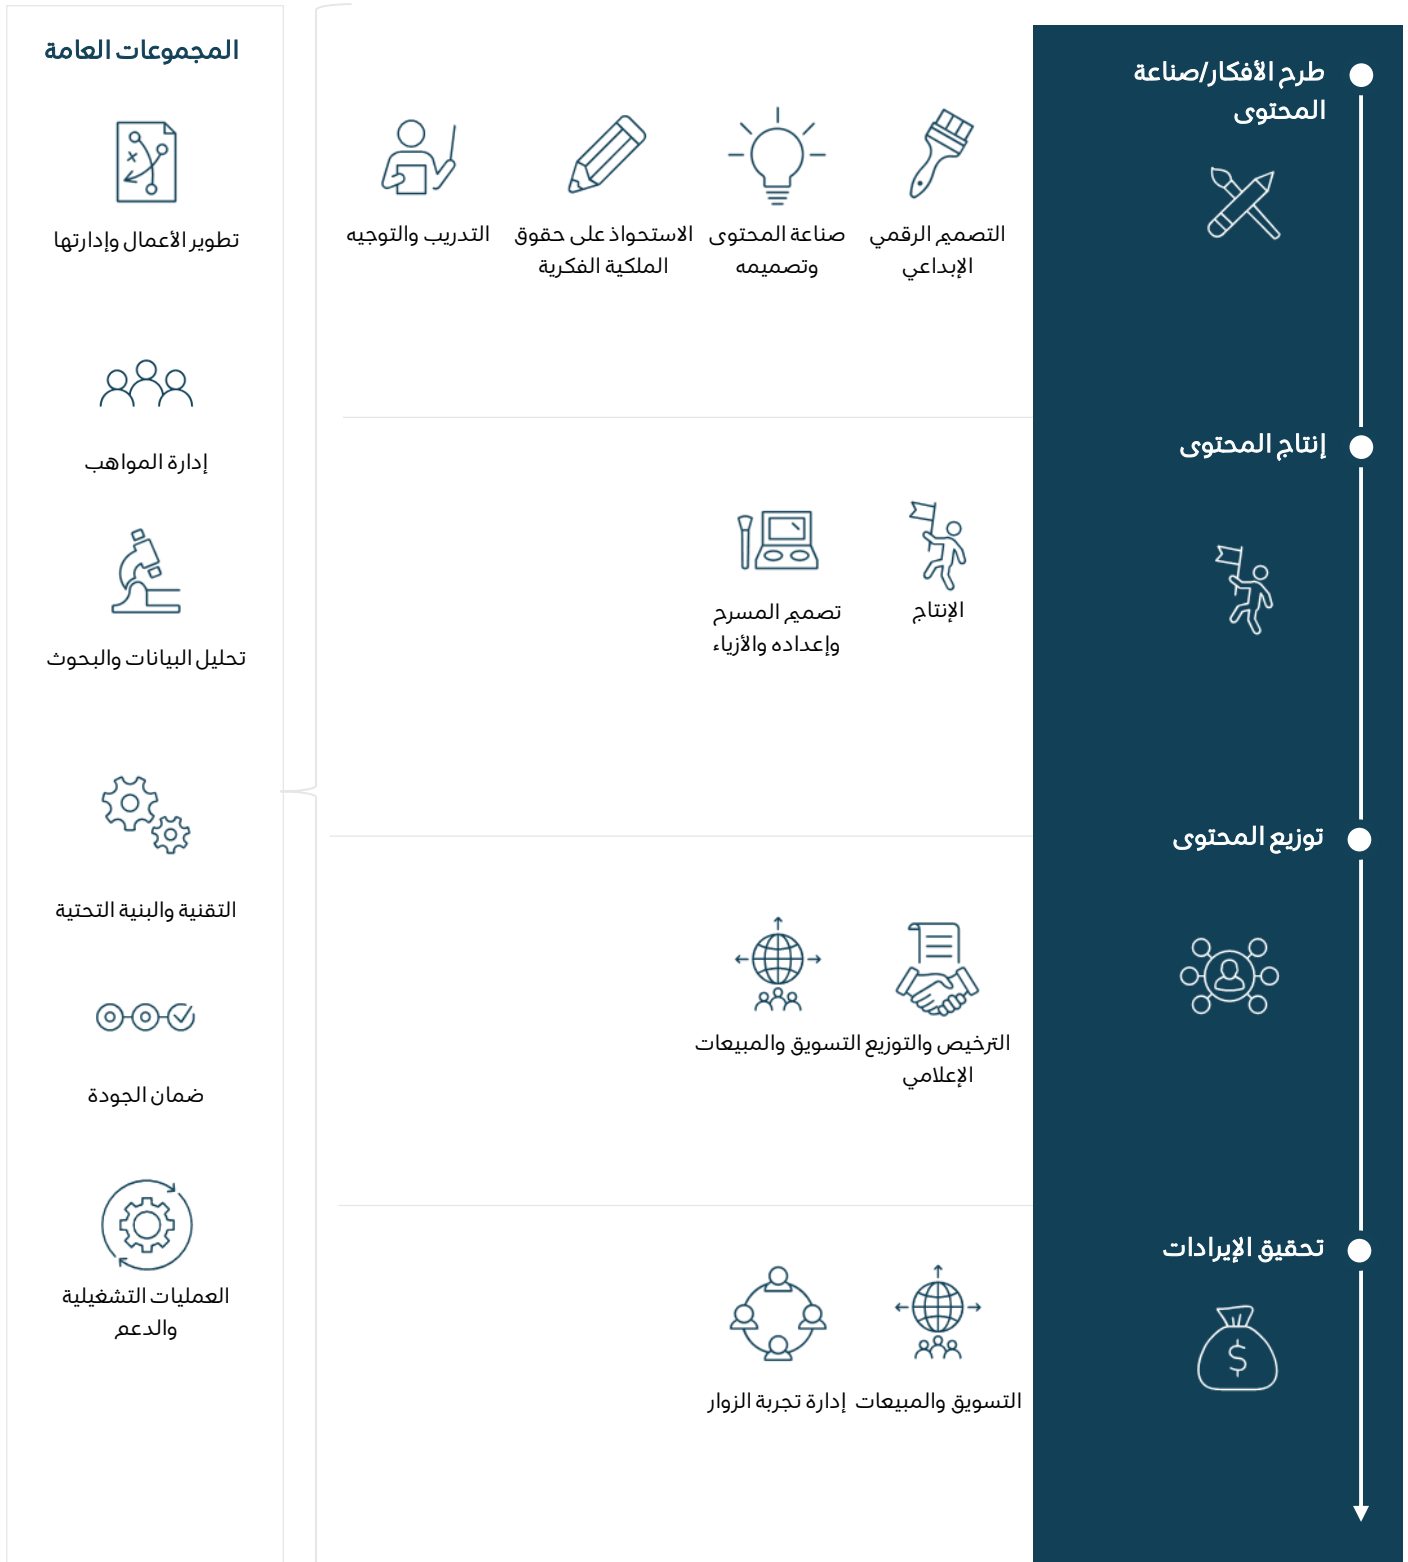 طرح الأفكار/صناعة
المحتوى
التصميم الرقمي
الإبداعي
صناعة المحتوى
وتصميمه
الاستحواذ على حقوق
الملكية الفكرية
التدريب والتوجيه
إنتاج المحتوى
الإنتاج
تصميم المسرح
وإعداده والأزياء
توزيع المحتوى
الترخيص والتوزيع
الإعلامي
التسويق والمبيعات
تحقيق الإيرادات
$
التسويق والمبيعات
إدارة تجربة الزوار
المجموعات العامة
تطوير الأعمال وإدارتها
إدارة المواهب
تحليل البيانات والبحوث
التقنية والبنية التحتية
ضمان الجودة
العمليات التشغيلية
والدعم